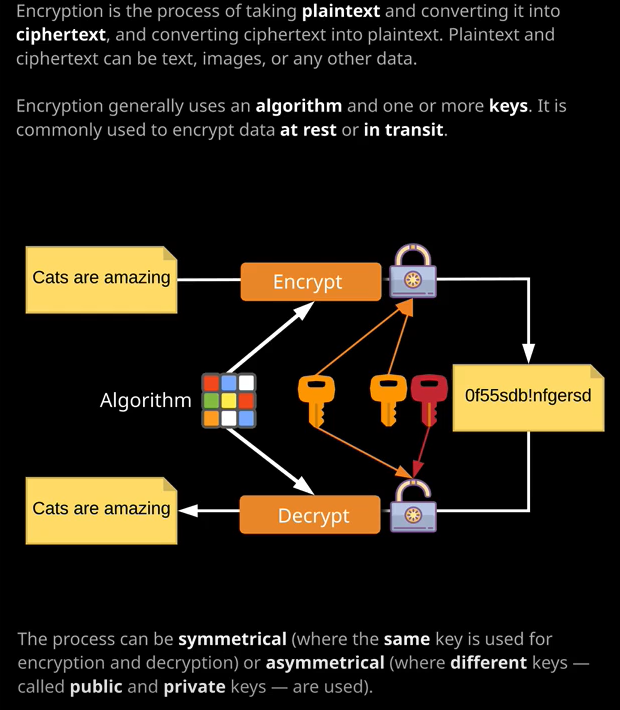 Encryption is the process of taking plaintext and converting it into
ciphertext, and converting ciphertext into plaintext. Plaintext and
ciphertext can be text, images, or any other data.
Encryption generally uses an algorithm and one or more keys. It is
commonly used to encrypt data at rest or in transit.
Cats are amazing
Encrypt
Algorithm
0f55sdb!nfgersd
Cats are amazing
Decrypt
The process can be symmetrical (where the same key is used for
encryption and decryption) or asymmetrical (where different keys —
called public and private keys — are used).